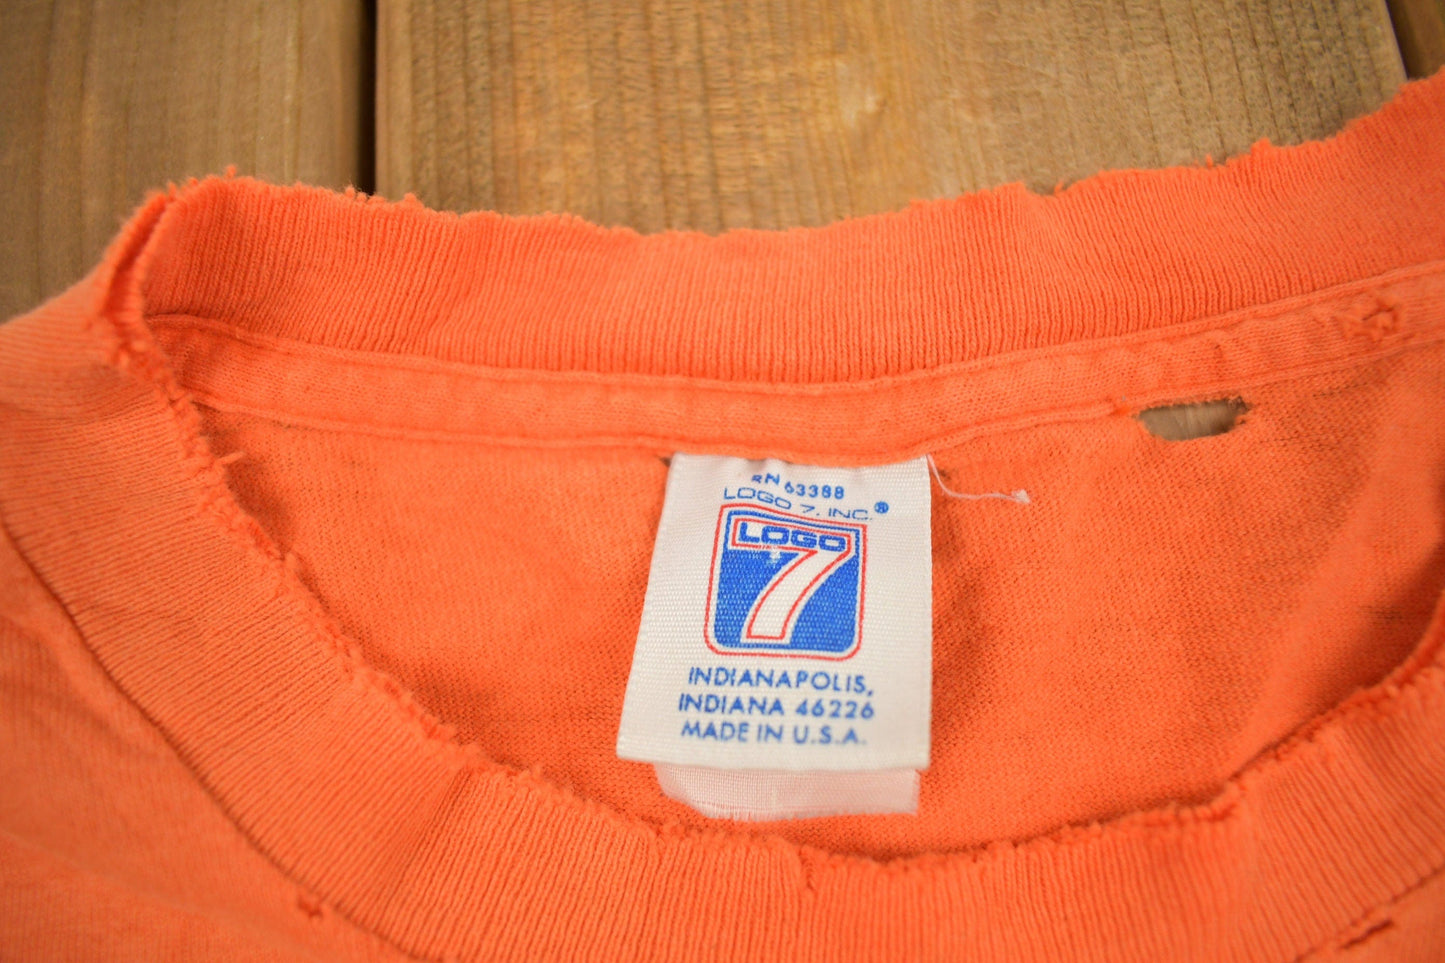 RN 63388
LOGO 7, INC.®
LOGO
7
INDIANAPOLIS,
INDIANA 46226
MADE IN U.S.A.